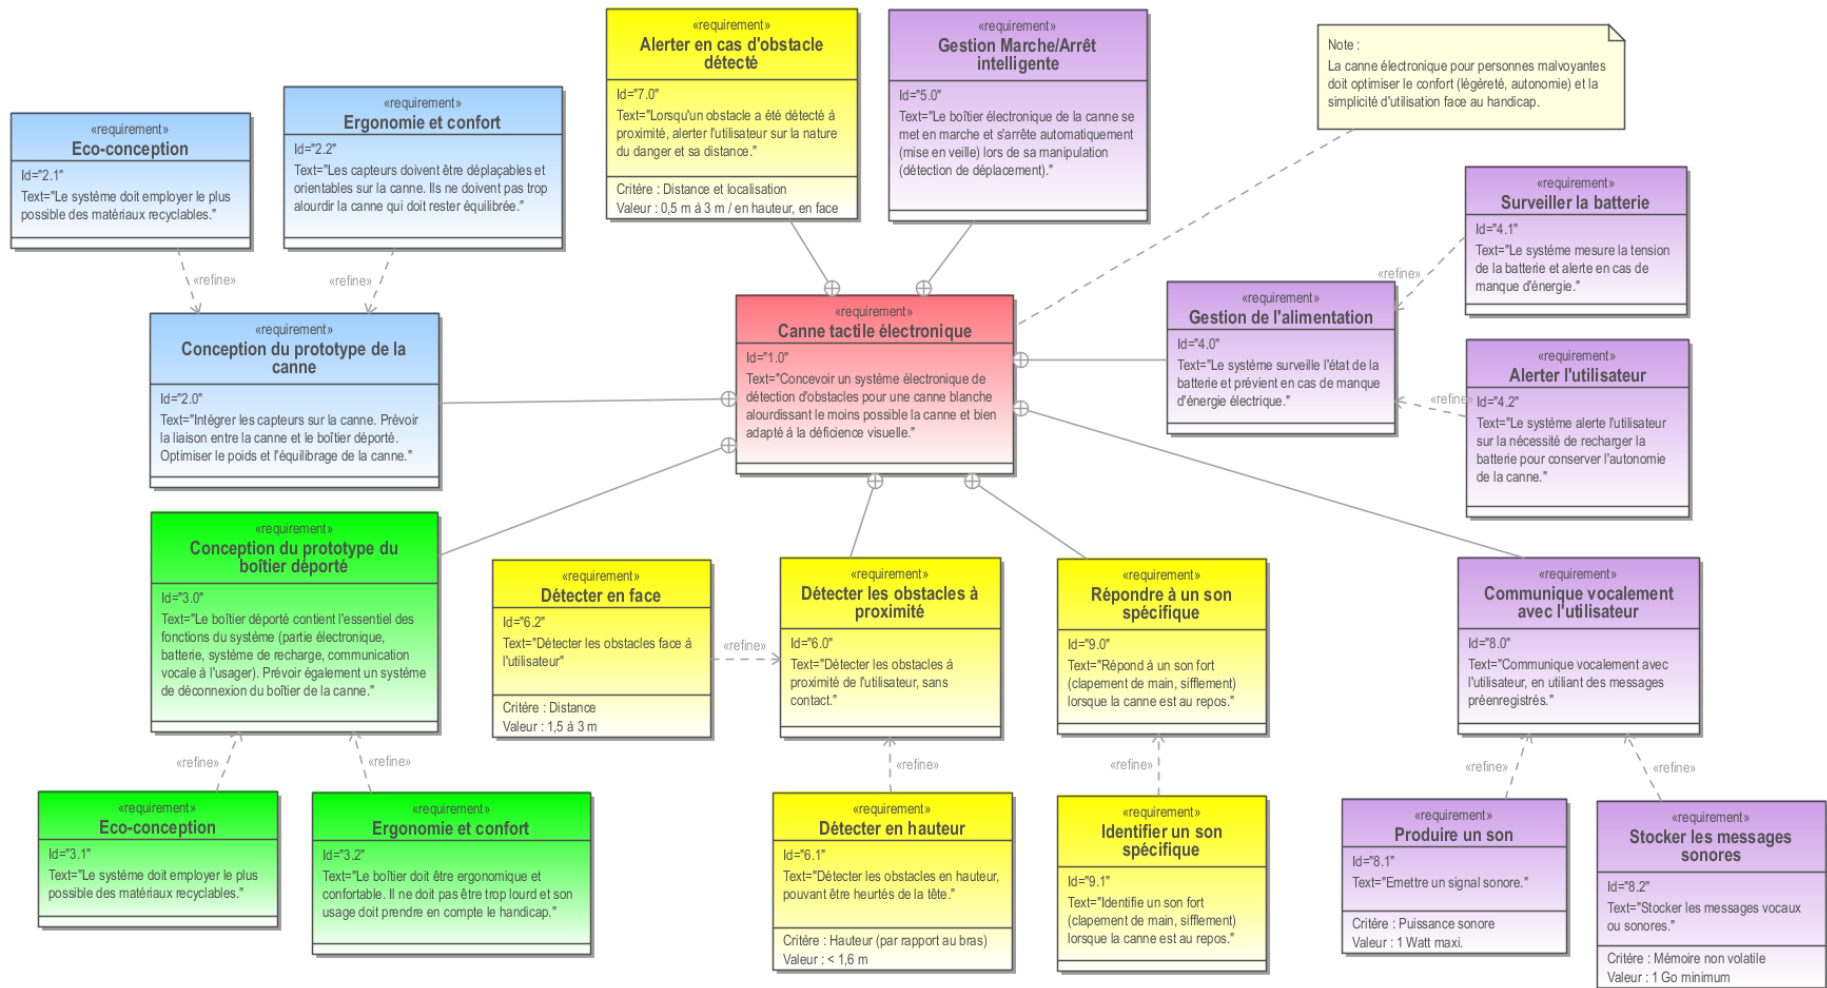 «requirement»
Alerter en cas d'obstacle
détecté
Id="7.0"
Text="Lorsqu'un obstacle a été détecté à
proximité, alerter l'utilisateur sur la nature
du danger et sa distance."
Critère : Distance et localisation
Valeur : 0,5 m à 3 m / en hauteur, en face
«requirement»
Gestion Marche/Arrêt
intelligente
Id="5.0"
Text="Le boîtier électronique de la canne se
met en marche et s'arrête automatiquement
(mise en veille) lors de sa manipulation
(détection de déplacement)."
Note :
La canne électronique pour personnes malvoyantes
doit optimiser le confort (légéreté, autonomie) et la
simplicité d'utilisation face au handicap.
«requirement»
Eco-conception
Id="2.1"
Text="Le système doit employer le plus
possible des matériaux recyclables."
«requirement»
Ergonomie et confort
Id="2.2"
Text="Les capteurs doivent être déplaçables et
orientables sur la canne. Ils ne doivent pas trop
alourdir la canne qui doit rester équilibrée."
«refine»
«refine»
«requirement»
Surveiller la batterie
Id="4.1"
Text="Le système mesure la tension
de la batterie et alerte en cas de
manque d'énergie."
«refine»
«requirement»
Conception du prototype de la
canne
Id="2.0"
Text="Intégrer les capteurs sur la canne. Prévoir
la liaison entre la canne et le boîtier déporté.
Optimiser le poids et l'équilibrage de la canne."
«requirement»
Canne tactile électronique
Id="1.0"
Text="Concevoir un système électronique de
détection d'obstacles pour une canne blanche
alourdissant le moins possible la canne et bien
adapté à la déficience visuelle."
«requirement»
Gestion de l'alimentation
Id="4.0"
Text="Le système surveille l'état de la
batterie et prévient en cas de manque
d'énergie électrique."
«requirement»
Alerter l'utilisateur
«refine»
Id="4.2"
Text="Le système alerte l'utilisateur
sur la nécessité de recharger la
batterie pour conserver l'autonomie
de la canne."
«requirement»
Conception du prototype du
boîtier déporté
Id="3.0"
Text="Le boîtier déporté contient l'essentiel des
fonctions du système (partie électronique,
batterie, système de recharge, communication
vocale à l'usager). Prévoir également un système
de déconnexion du boîtier de la canne."
«requirement»
Détecter en face
Id="6.2"
Text="Détecter les obstacles face à
l'utilisateur"
Critère : Distance
Valeur : 1,5 à 3 m
«refine»
«requirement»
Détecter les obstacles à
proximité
Id="6.0"
Text="Détecter les obstacles à
proximité de l'utilisateur, sans
contact."
«requirement»
Répondre à un son
spécifique
Id="9.0"
Text="Répond à un son fort
(clapement de main, sifflement)
lorsque la canne est au repos."
«requirement»
Communique vocalement
avec l'utilisateur
Id="8.0"
Text="Communique vocalement avec
l'utilisateur, en utiliant des messages
préenregistrés."
«refine»
«refine»
«refine»
«refine»
«refine»
«refine»
«requirement»
Eco-conception
Id="3.1"
Text="Le système doit employer le plus
possible des matériaux recyclables."
«requirement»
Ergonomie et confort
Id="3.2"
Text="Le boîtier doit être ergonomique et
confortable. Il ne doit pas être trop lourd et son
usage doit prendre en compte le handicap."
«requirement»
Détecter en hauteur
Id="6.1"
Text="Détecter les obstacles en hauteur,
pouvant être heurtés de la tête."
Critère : Hauteur (par rapport au bras)
Valeur : < 1,6 m
«requirement»
Identifier un son
spécifique
Id="9.1"
Text="Identifie un son fort
(clapement de main, sifflement)
lorsque la canne est au repos."
«requirement»
Produire un son
Id="8.1"
Text="Emettre un signal sonore."
Critère : Puissance sonore
Valeur : 1 Watt maxi.
«requirement»
Stocker les messages
sonores
Id="8.2"
Text="Stocker les messages vocaux
ou sonores."
Critère : Mémoire non volatile
Valeur : 1 Go minimum